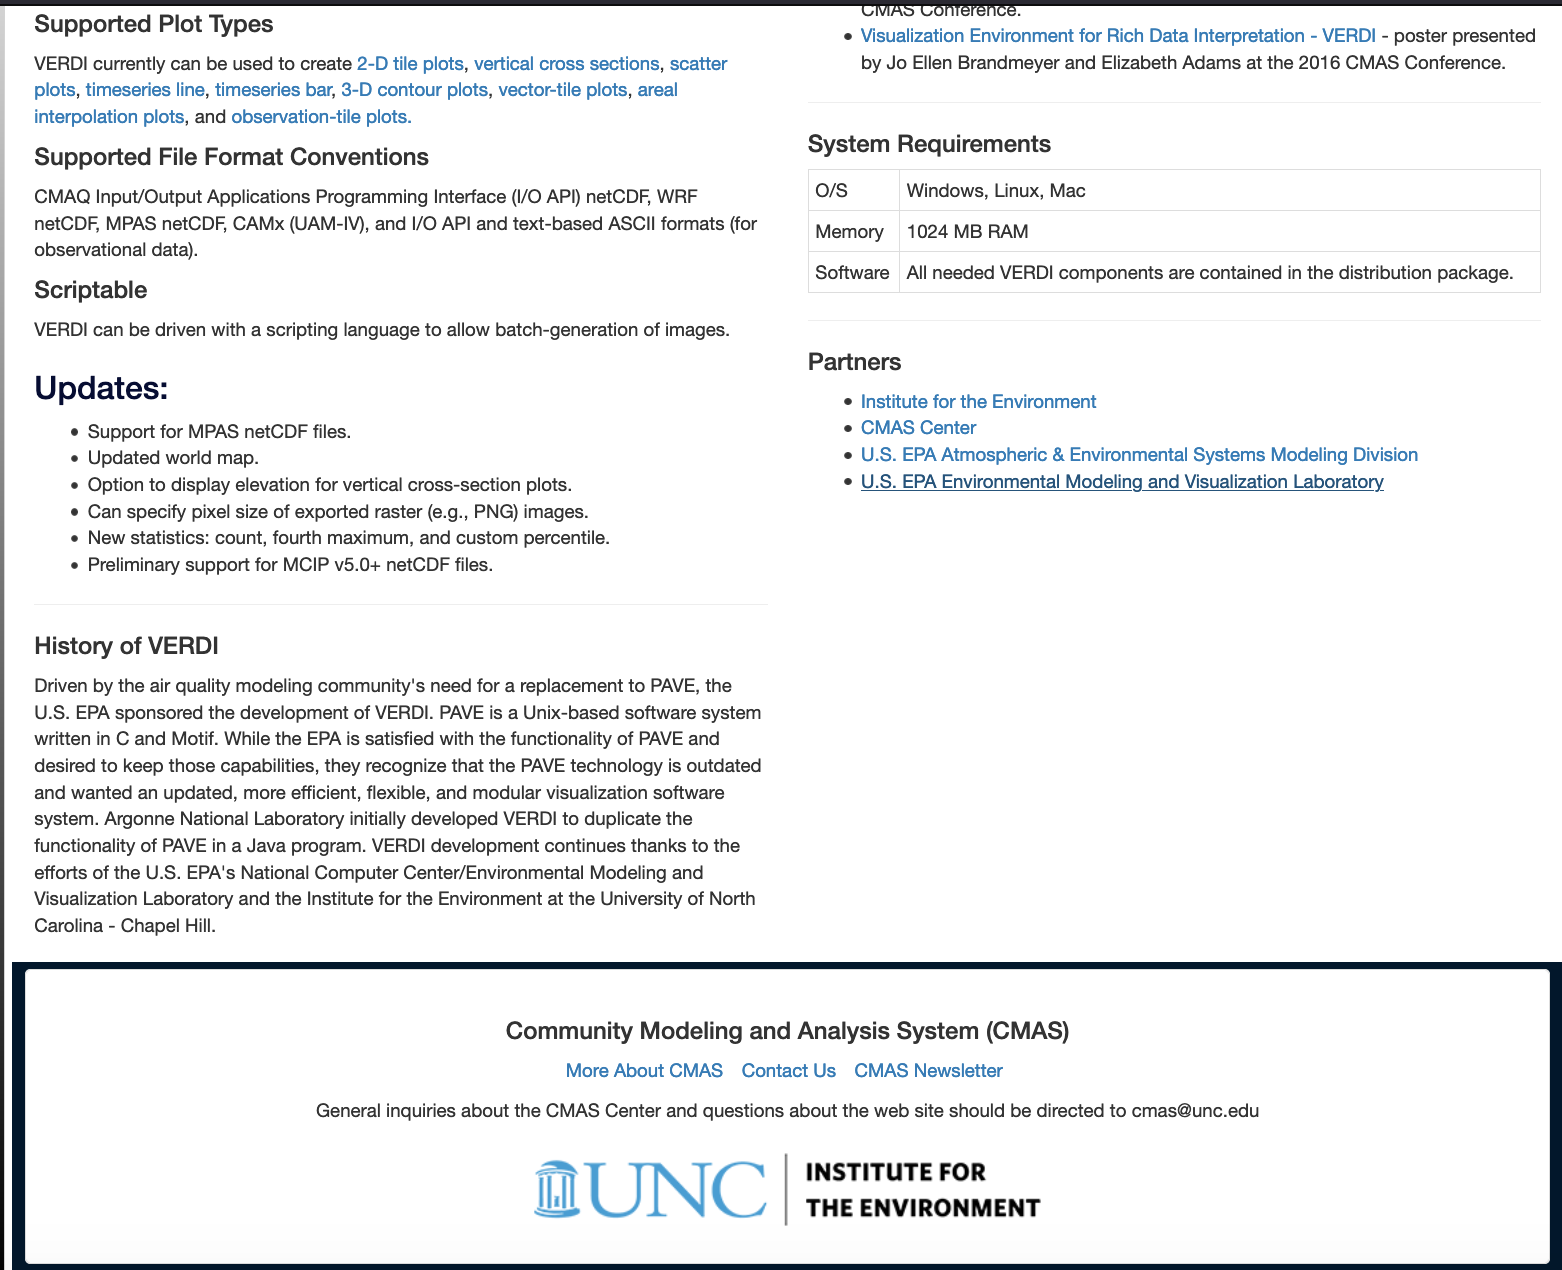 Supported Plot Types
VERDI currently can be used to create 2-D tile plots, vertical cross sections, scatter
plots, timeseries line, timeseries bar, 3-D contour plots, vector-tile plots, areal
interpolation plots, and observation-tile plots.
Supported File Format Conventions
CMAQ Input/Output Applications Programming Interface (I/O API) netCDF, WRF
netCDF, MPAS netCDF, CAMx (UAM-IV), and I/O API and text-based ASCII formats (for
observational data).
Scriptable
VERDI can be driven with a scripting language to allow batch-generation of images.
Updates:
• Support for MPAS netCDF files.
• Updated world map.
• Option to display elevation for vertical cross-section plots.
• Can specify pixel size of exported raster (e.g., PNG) images.
• New statistics: count, fourth maximum, and custom percentile.
• Preliminary support for MCIP v5.0+ netCDF files.
History of VERDI
Driven by the air quality modeling community's need for a replacement to PAVE, the
U.S. EPA sponsored the development of VERDI. PAVE is a Unix-based software system
written in C and Motif. While the EPA is satisfied with the functionality of PAVE and
desired to keep those capabilities, they recognize that the PAVE technology is outdated
and wanted an updated, more efficient, flexible, and modular visualization software
system. Argonne National Laboratory initially developed VERDI to duplicate the
functionality of PAVE in a Java program. VERDI development continues thanks to the
efforts of the U.S. EPA's National Computer Center/Environmental Modeling and
Visualization Laboratory and the Institute for the Environment at the University of North
Carolina - Chapel Hill.
CMAS Conference.
• Visualization Environment for Rich Data Interpretation - VERDI - poster presented
by Jo Ellen Brandmeyer and Elizabeth Adams at the 2016 CMAS Conference.
System Requirements
O/S Windows, Linux, Mac
Memory 1024 MB RAM
Software All needed VERDI components are contained in the distribution package.
Partners
• Institute for the Environment
• CMAS Center
• U.S. EPA Atmospheric & Environmental Systems Modeling Division
• U.S. EPA Environmental Modeling and Visualization Laboratory
Community Modeling and Analysis System (CMAS)
More About CMAS Contact Us CMAS Newsletter
General inquiries about the CMAS Center and questions about the web site should be directed to cmas@unc.edu
UNC
INSTITUTE FOR
THE ENVIRONMENT